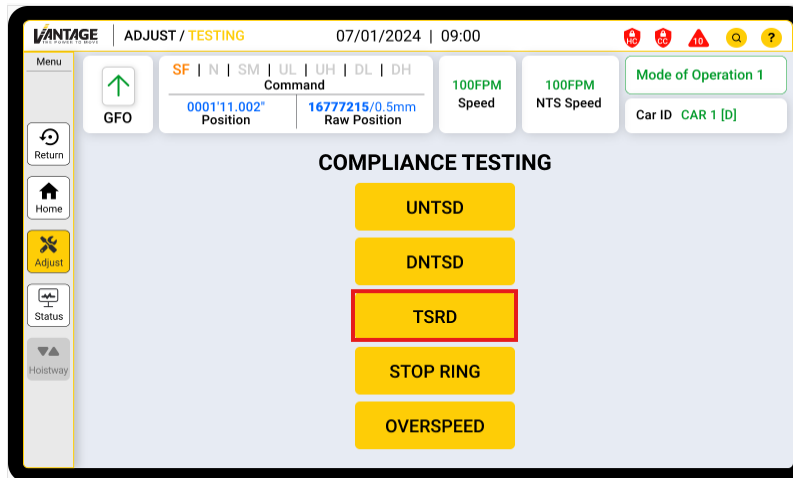 VANTAGE
THE POWER TO MOVE
ADJUST / TESTING
07/01/2024 | 09:00
HC
CC
10
?
Menu
Return
Home
Adjust
Status
Hoistway
GFO
SF | N | SM | UL | UH | DL | DH
Command
0001'11.002"
Position
16777215/0.5mm
Raw Position
100FPM
Speed
100FPM
NTS Speed
Mode of Operation 1
Car ID CAR 1 [D]
COMPLIANCE TESTING
UNTSD
DNTSD
TSRD
STOP RING
OVERSPEED